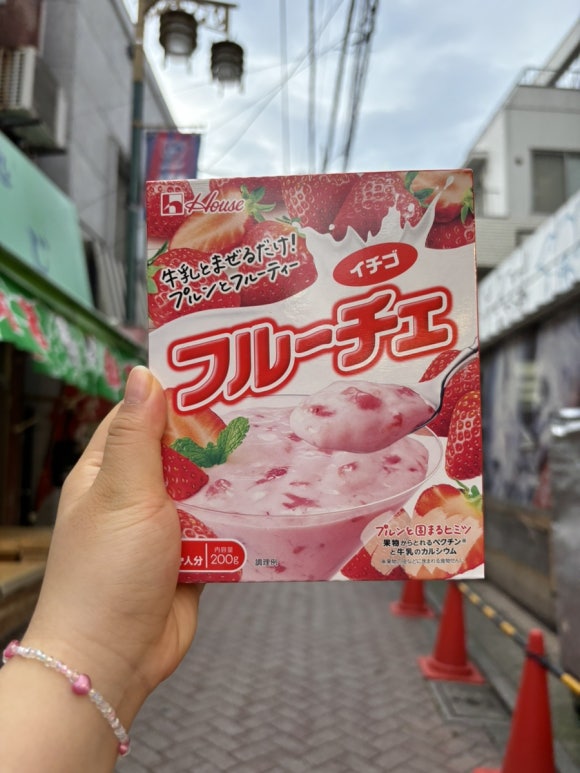 House
牛乳とまぜるだけ!
プルンとフルーティー
イチゴ
フルーチェ
プルンと固まるヒミツ
果物からとれるペクチン※
と牛乳のカルシウム
人分
内容量
200g
調理例